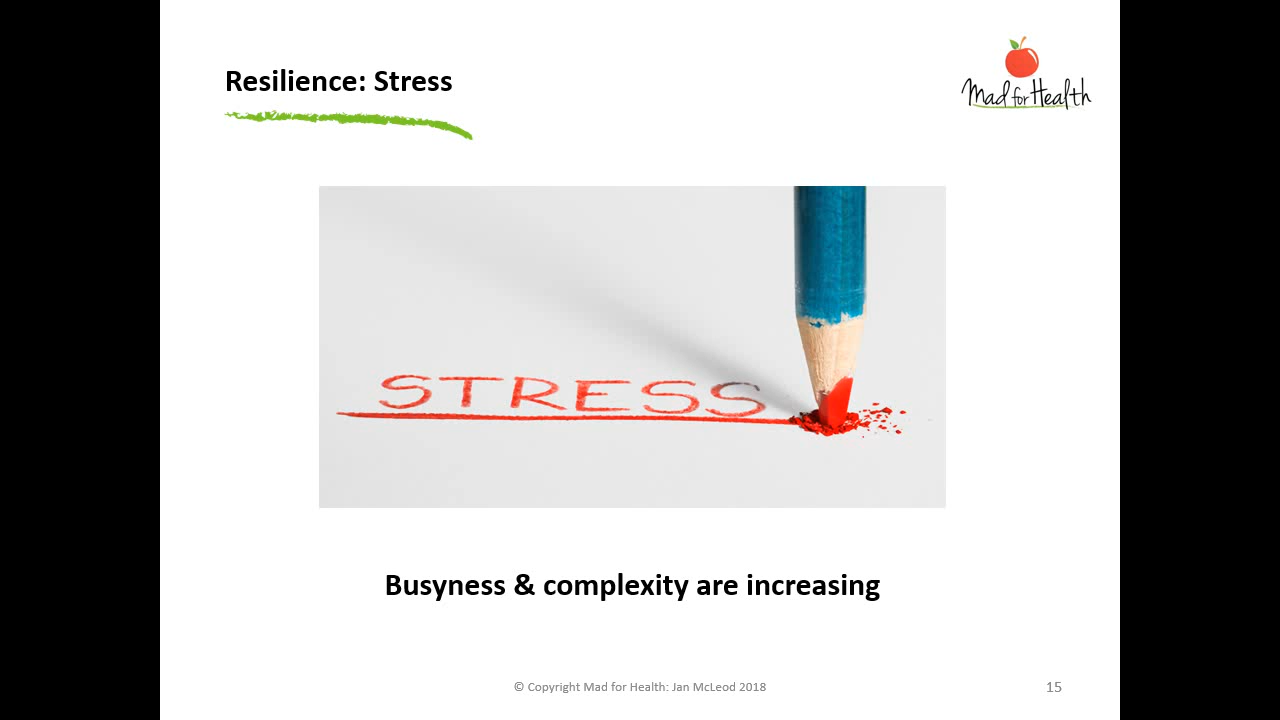 Resilience: Stress
Mad for Health
STRESS
Busyness & complexity are increasing
© Copyright Mad for Health: Jan McLeod 2018
15